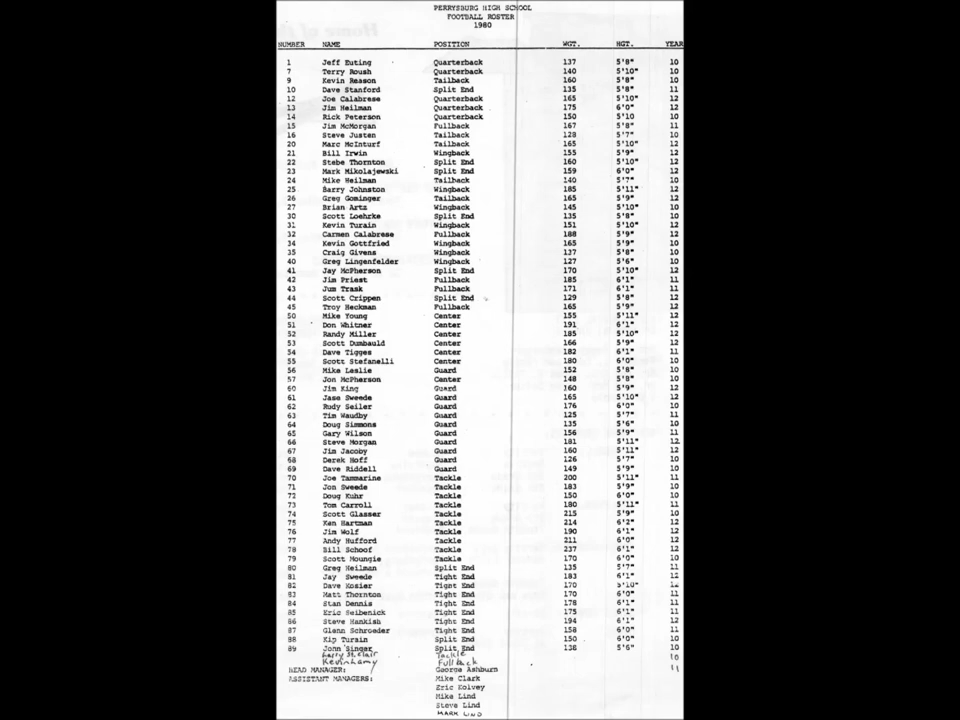 PERRYSBURG HIGH SCHOOL
FOOTBALL ROSTER
1980
NUMBER NAME POSITION WGT. HGT. YEAR
1 Jeff Euting Quarterback 137 5'8" 10
7 Terry Roush Quarterback 140 5'10" 10
9 Kevin Reason Tailback 160 5'8" 10
10 Dave Stanford Split End 135 5'8" 11
12 Joe Calabrese Quarterback 165 5'10" 12
13 Jim Heilman Quarterback 175 6'0" 12
14 Rick Peterson Quarterback 150 5'10 10
15 Jim McMorgan Fullback 167 5'8" 11
16 Steve Justen Tailback 128 5'7" 10
20 Marc McInturf Tailback 165 5'10" 12
21 Bill Irwin Wingback 155 5'9" 12
22 Stebe Thornton Split End 160 5'10" 12
23 Mark Mikolajewski Split End 159 6'0" 12
24 Mike Heilman Tailback 140 5'7" 10
25 Barry Johnston Wingback 185 5'11" 12
26 Greg Gominger Tailback 165 5'9" 12
27 Brian Artz Wingback 145 5'10" 10
30 Scott Loehrke Split End 135 5'8" 10
31 Kevin Turain Wingback 151 5'10" 12
32 Carmen Calabrese Fullback 188 5'9" 12
34 Kevin Gottfried Wingback 165 5'9" 10
35 Craig Givens Wingback 137 5'8" 10
40 Greg Lingenfelder Wingback 127 5'6" 10
41 Jay McPherson Split End 170 5'10" 12
42 Jim Priest Fullback 185 6'1" 11
43 Jum Trask Fullback 171 6'1" 11
44 Scott Crippen Split End 129 5'8" 12
45 Troy Heckman Fullback 165 5'9" 12
50 Mike Young Center 155 5'11" 12
51 Don Whitner Center 191 6'1" 12
52 Randy Miller Center 185 5'10" 12
53 Scott Dumbauld Center 166 5'9" 12
54 Dave Tigges Center 182 6'1" 11
55 Scott Stefanelli Center 180 6'0" 10
56 Mike Leslie Guard 152 5'8" 10
57 Jon McPherson Center 148 5'8" 10
60 Jim King Guard 160 5'9" 12
61 Jase Sweede Guard 165 5'10" 12
62 Rudy Seiler Guard 176 6'0" 10
63 Tim Waudby Guard 125 5'7" 11
64 Doug Simmons Guard 135 5'6" 10
65 Gary Wilson Guard 156 5'9" 11
66 Steve Morgan Guard 181 5'11" 12
67 Jim Jacoby Guard 160 5'11" 12
68 Derek Hoff Guard 126 5'7" 10
69 Dave Riddell Guard 149 5'9" 10
70 Joe Tammarine Tackle 200 5'11" 11
71 Jon Sweede Tackle 183 5'9" 10
72 Doug Kuhr Tackle 150 6'0" 10
73 Tom Carroll Tackle 180 5'11" 11
74 Scott Glasser Tackle 215 5'9" 10
75 Ken Hartman Tackle 214 6'2" 12
76 Jim Wolf Tackle 190 6'1" 12
77 Andy Hufford Tackle 211 6'0" 12
78 Bill Schoof Tackle 237 6'1" 12
79 Scott Moungie Tackle 170 6'0" 10
80 Greg Heilman Split End 135 5'7" 11
81 Jay Sweede Tight End 183 6'1" 12
82 Dave Kosier Tight End 170 5'10" 12
83 Matt Thornton Tight End 170 6'0" 11
84 Stan Dennis Tight End 178 6'1" 11
85 Eric Seibenick Tight End 175 6'1" 11
86 Steve Hankish Tight End 194 6'1" 12
87 Glenn Schroeder Tight End 158 6'0" 11
88 Kip Turain Split End 150 6'0" 10
89 John Singer Split End 138 5'6" 10
Larry St. Clair Tackle 10
Kevin Lamy Fullback 11
HEAD MANAGER: George Ashburn
ASSISTANT MANAGERS: Mike Clark
Eric Kolvey
Mike Lind
Steve Lind
MARK LIND